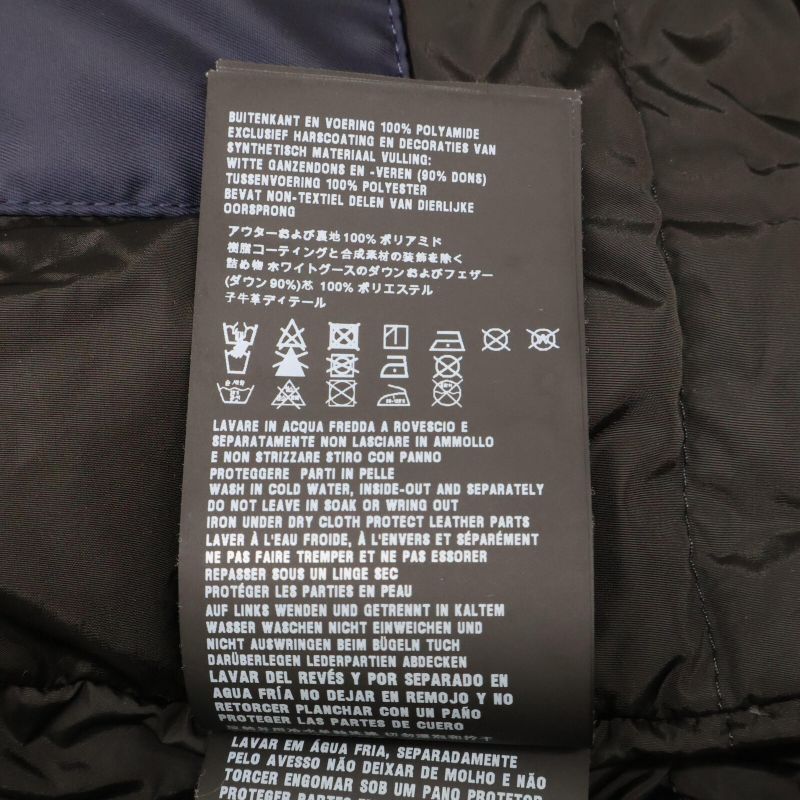 BUITENKANT EN VOERING 100% POLYAMIDE
EXCLUSIEF HARSCOATING EN DECORATIES VAN
SYNTHETISCH MATERIAAL VULLING:
WITTE GANZENDONS EN -VEREN (90% DONS)
TUSSENVOERING 100% POLYESTER
BEVAT NON-TEXTIEL DELEN VAN DIERLIJKE
OORSPRONG
アウターおよび裏地100% ポリアミド
樹脂コーティングと合成素材の装飾を除く
詰め物 ホワイトグースのダウンおよびフェザー
(ダウン90%)芯 100% ポリエステル
子牛革ディテール
LAVARE IN ACQUA FREDDA A ROVESCIO E
SEPARATAMENTE NON LASCIARE IN AMMOLLO
E NON STRIZZARE STIRO CON PANNO
PROTEGGERE PARTI IN PELLE
WASH IN COLD WATER, INSIDE-OUT AND SEPARATELY
DO NOT LEAVE IN SOAK OR WRING OUT
IRON UNDER DRY CLOTH PROTECT LEATHER PARTS
LAVER À L'EAU FROIDE, À L'ENVERS ET SÉPARÉMENT
NE PAS FAIRE TREMPER ET NE PAS ESSORER
REPASSER SOUS UN LINGE SEC
PROTÉGER LES PARTIES EN PEAU
AUF LINKS WENDEN UND GETRENNT IN KALTEM
WASSER WASCHEN NICHT EINWEICHEN UND
NICHT AUSWRINGEN BEIM BÜGELN TUCH
DARÜBERLEGEN LEDERPARTIEN ABDECKEN
LAVAR DEL REVÉS Y POR SEPARADO EN
AGUA FRÍA NO DEJAR EN REMOJO Y NO
RETORCER PLANCHAR CON UN PAÑO
PROTEGER LAS PARTES DE CUERO
LAVAR EM ÁGUA FRIA, SEPARADAMENTE
PELO AVESSO NÃO DEIXAR DE MOLHO E NÃO
TORCER ENGOMAR SOB UM PANO ENXUTO
PROTEGER PARTES